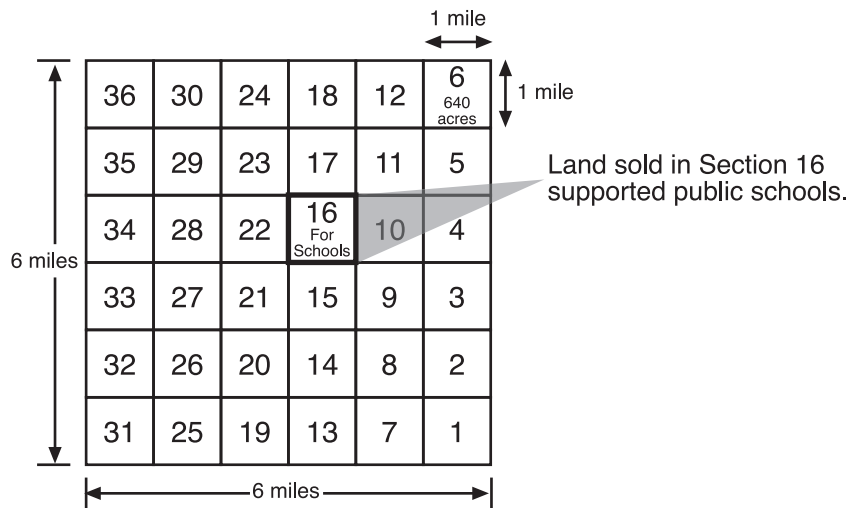 1 mile
36 30 24 18 12 6
640
acres
1 mile
35 29 23 17 11 5
Land sold in Section 16
supported public schools.
34 28 22 16 10 4
For
Schools
6 miles
33 27 21 15 9 3
32 26 20 14 8 2
31 25 19 13 7 1
6 miles